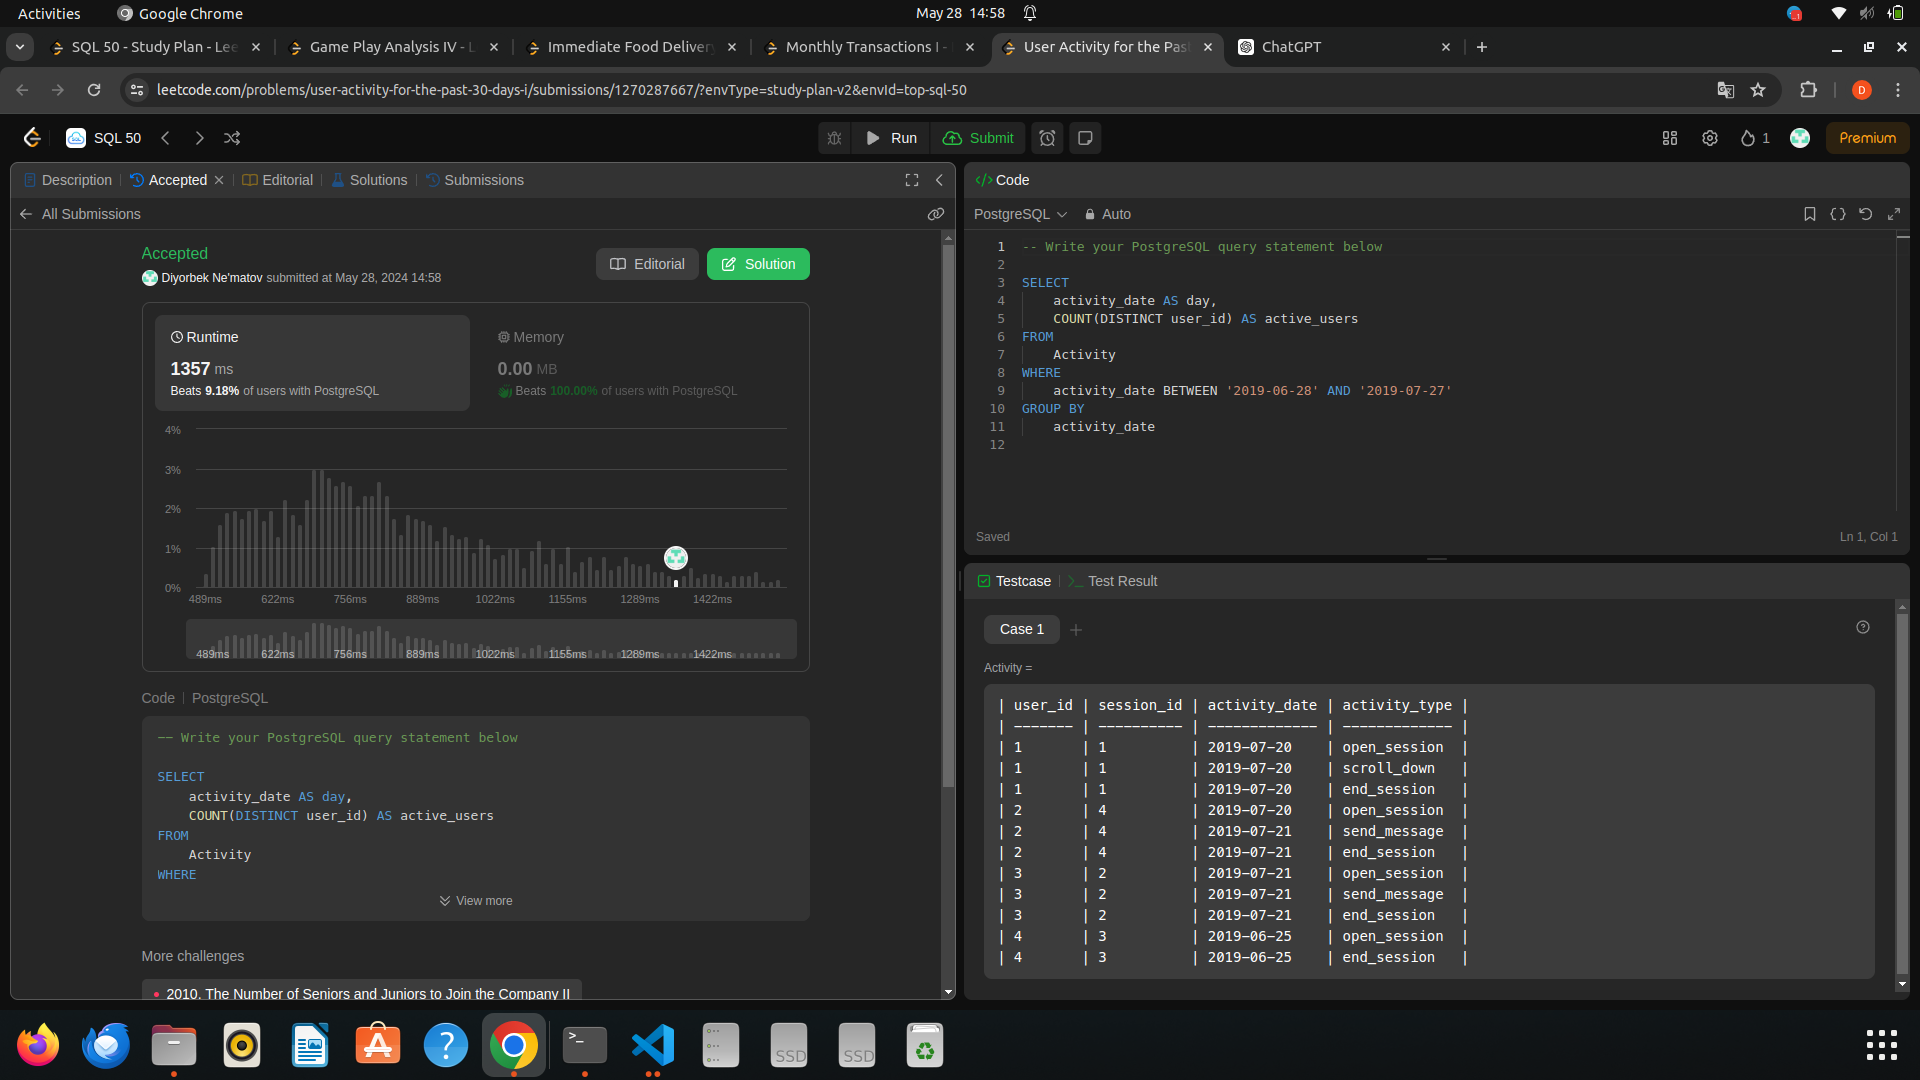 Activities
Google Chrome
May 28 14:58
SQL 50 - Study Plan - Lee
Game Play Analysis IV - L
Immediate Food Delivery
Monthly Transactions I -
User Activity for the Pas
ChatGPT
leetcode.com/problems/user-activity-for-the-past-30-days-i/submissions/1270287667/?envType=study-plan-v2&envId=top-sql-50
D
SQL 50
Run
Submit
1
Premium
Description
Accepted
Editorial
Solutions
Submissions
All Submissions
Accepted
Diyorbek Ne'matov submitted at May 28, 2024 14:58
Editorial
Solution
Runtime
1357 ms
Beats 9.18% of users with PostgreSQL
Memory
0.00 MB
Beats 100.00% of users with PostgreSQL
4%
3%
2%
1%
0%
489ms 622ms 756ms 889ms 1022ms 1155ms 1289ms 1422ms
489ms 622ms 756ms 889ms 1022ms 1155ms 1289ms 1422ms
Code | PostgreSQL
-- Write your PostgreSQL query statement below
SELECT
activity_date AS day,
COUNT(DISTINCT user_id) AS active_users
FROM
Activity
WHERE
View more
More challenges
2010. The Number of Seniors and Juniors to Join the Company II
</> Code
PostgreSQL
Auto
1 -- Write your PostgreSQL query statement below
2
3 SELECT
4 activity_date AS day,
5 COUNT(DISTINCT user_id) AS active_users
6 FROM
7 Activity
8 WHERE
9 activity_date BETWEEN '2019-06-28' AND '2019-07-27'
10 GROUP BY
11 activity_date
12
Saved
Ln 1, Col 1
Testcase
>_ Test Result
Case 1
Activity =
| user_id | session_id | activity_date | activity_type |
| ------- | ---------- | ------------- | ------------- |
| 1 | 1 | 2019-07-20 | open_session |
| 1 | 1 | 2019-07-20 | scroll_down |
| 1 | 1 | 2019-07-20 | end_session |
| 2 | 4 | 2019-07-20 | open_session |
| 2 | 4 | 2019-07-21 | send_message |
| 2 | 4 | 2019-07-21 | end_session |
| 3 | 2 | 2019-07-21 | open_session |
| 3 | 2 | 2019-07-21 | send_message |
| 3 | 2 | 2019-07-21 | end_session |
| 4 | 3 | 2019-06-25 | open_session |
| 4 | 3 | 2019-06-25 | end_session |
SSD
SSD